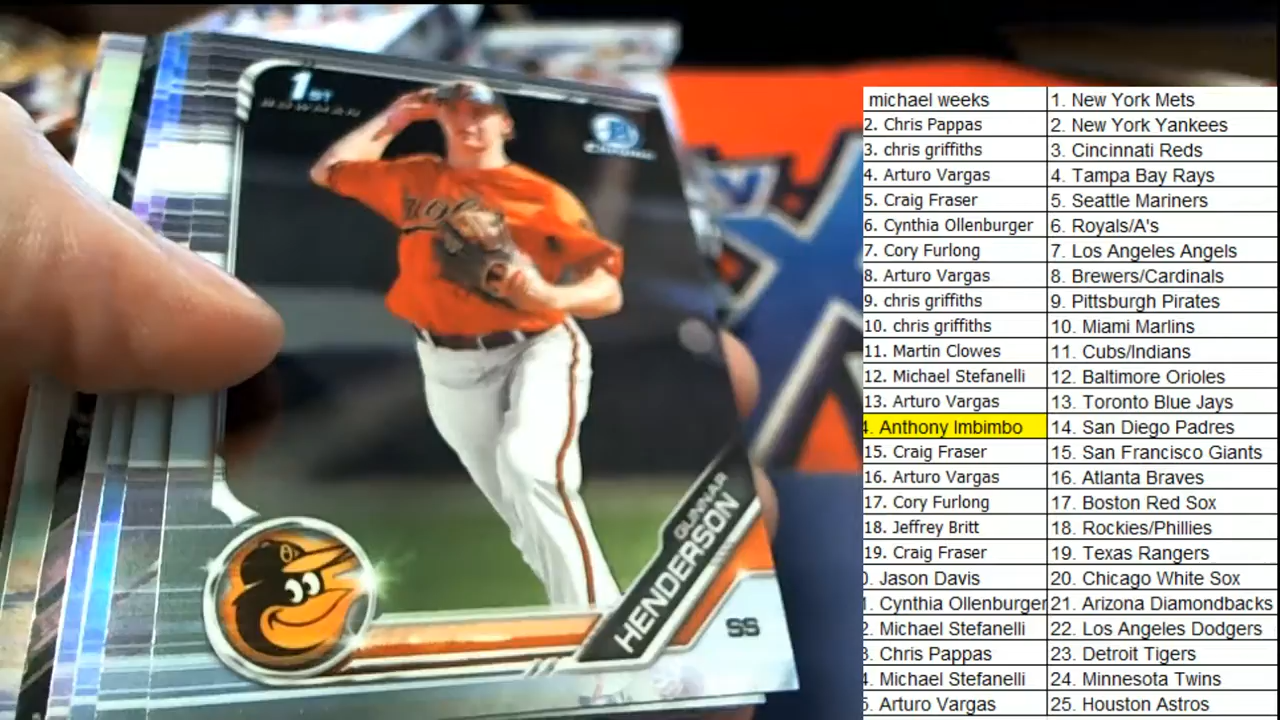 1ST
BOWMAN
B
CHROME
GUNNAR
HENDERSON
SS
michael weeks 1. New York Mets
2. Chris Pappas 2. New York Yankees
3. chris griffiths 3. Cincinnati Reds
4. Arturo Vargas 4. Tampa Bay Rays
5. Craig Fraser 5. Seattle Mariners
6. Cynthia Ollenburger 6. Royals/A's
7. Cory Furlong 7. Los Angeles Angels
8. Arturo Vargas 8. Brewers/Cardinals
9. chris griffiths 9. Pittsburgh Pirates
10. chris griffiths 10. Miami Marlins
11. Martin Clowes 11. Cubs/Indians
12. Michael Stefanelli 12. Baltimore Orioles
13. Arturo Vargas 13. Toronto Blue Jays
4. Anthony Imbimbo 14. San Diego Padres
15. Craig Fraser 15. San Francisco Giants
16. Arturo Vargas 16. Atlanta Braves
17. Cory Furlong 17. Boston Red Sox
18. Jeffrey Britt 18. Rockies/Phillies
19. Craig Fraser 19. Texas Rangers
0. Jason Davis 20. Chicago White Sox
1. Cynthia Ollenburger 21. Arizona Diamondbacks
2. Michael Stefanelli 22. Los Angeles Dodgers
3. Chris Pappas 23. Detroit Tigers
4. Michael Stefanelli 24. Minnesota Twins
5. Arturo Vargas 25. Houston Astros